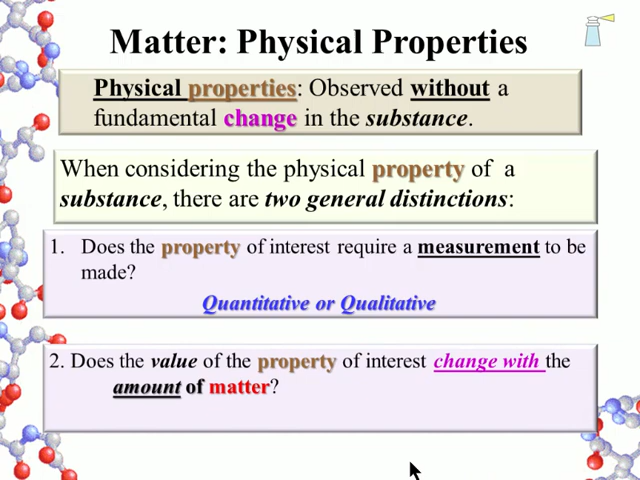 Matter: Physical Properties
Physical properties: Observed without a
fundamental change in the substance.
When considering the physical property of a
substance, there are two general distinctions:
1. Does the property of interest require a measurement to be
made?
Quantitative or Qualitative
2. Does the value of the property of interest change with the
amount of matter?